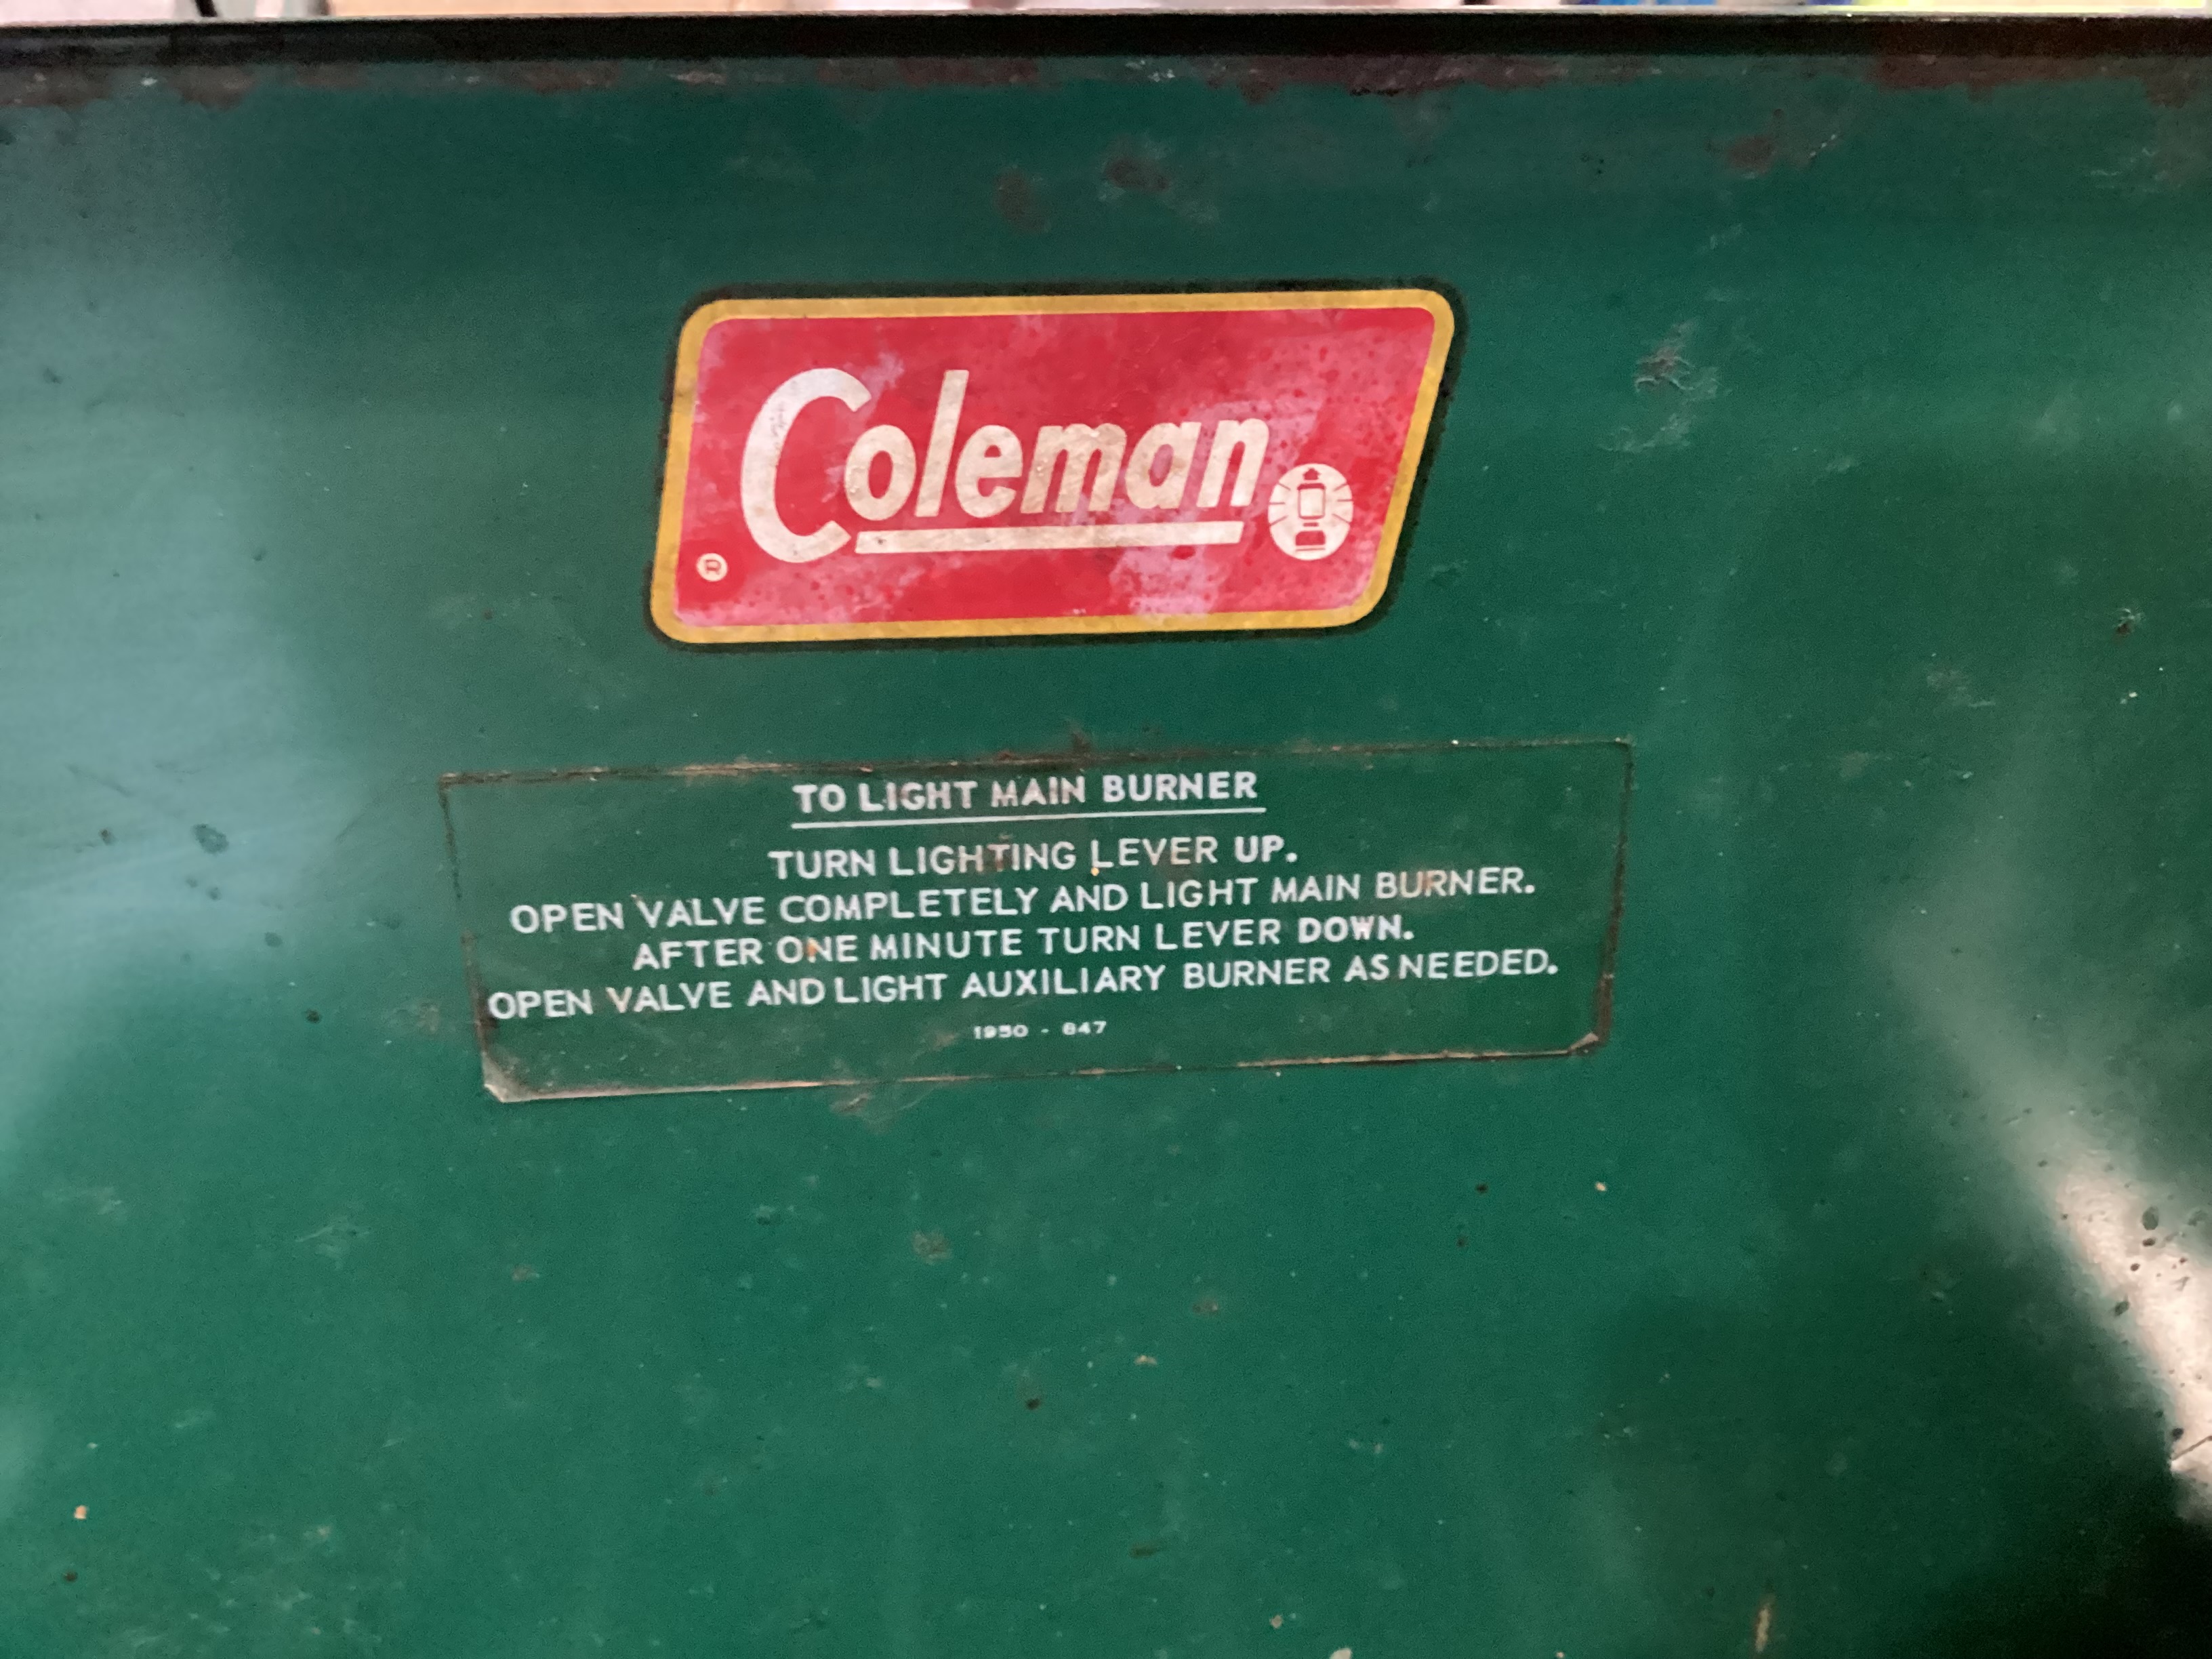 Coleman
®
TO LIGHT MAIN BURNER
TURN LIGHTING LEVER UP.
OPEN VALVE COMPLETELY AND LIGHT MAIN BURNER.
AFTER ONE MINUTE TURN LEVER DOWN.
OPEN VALVE AND LIGHT AUXILIARY BURNER AS NEEDED.
1950 - 847